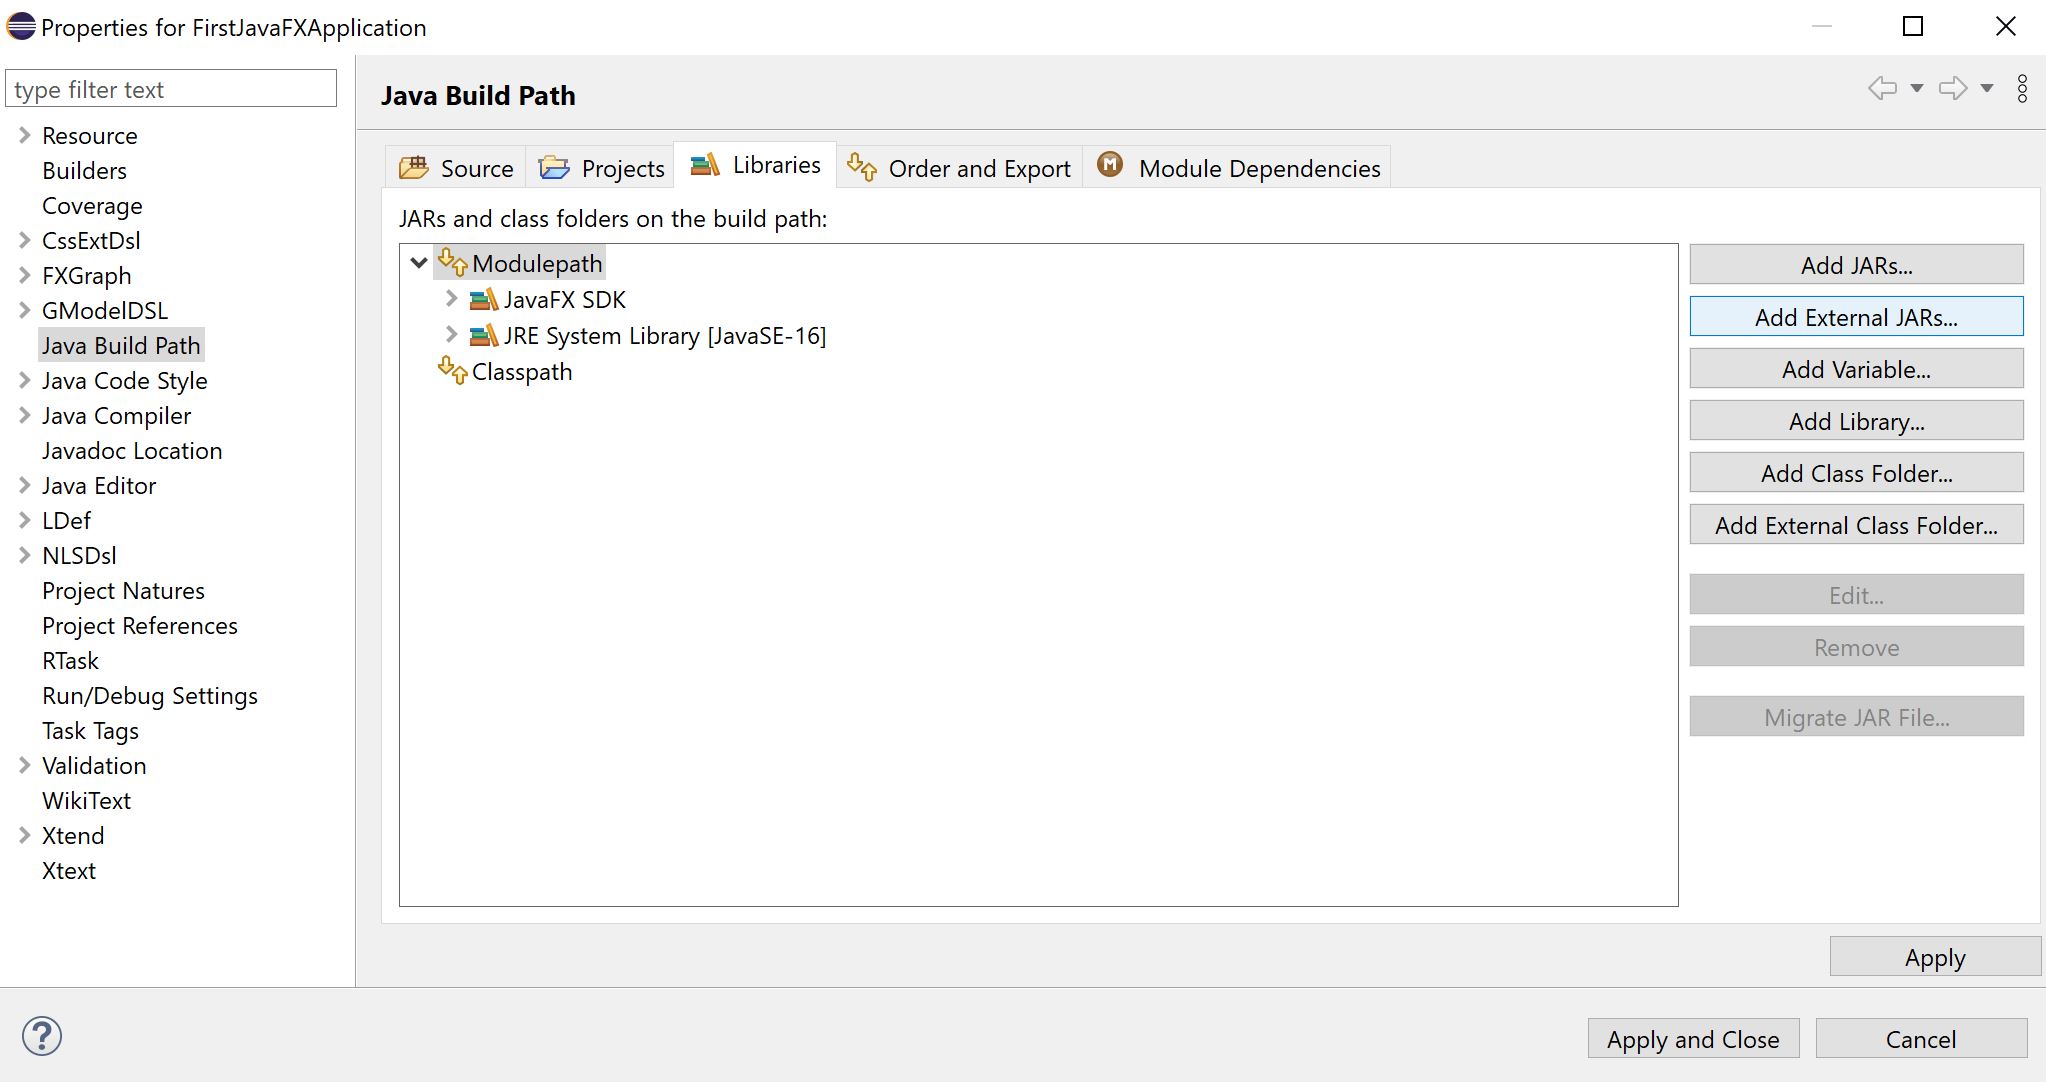 Properties for FirstJavaFXApplication
type filter text
Resource
Builders
Coverage
CssExtDsl
FXGraph
GModelDSL
Java Build Path
Java Code Style
Java Compiler
Javadoc Location
Java Editor
LDef
NLSDsl
Project Natures
Project References
RTask
Run/Debug Settings
Task Tags
Validation
WikiText
Xtend
Xtext
Java Build Path
Source Projects Libraries Order and Export M Module Dependencies
JARs and class folders on the build path:
Modulepath
JavaFX SDK
JRE System Library [JavaSE-16]
Classpath
Add JARs...
Add External JARs...
Add Variable...
Add Library...
Add Class Folder...
Add External Class Folder...
Edit...
Remove
Migrate JAR File...
Apply
?
Apply and Close Cancel